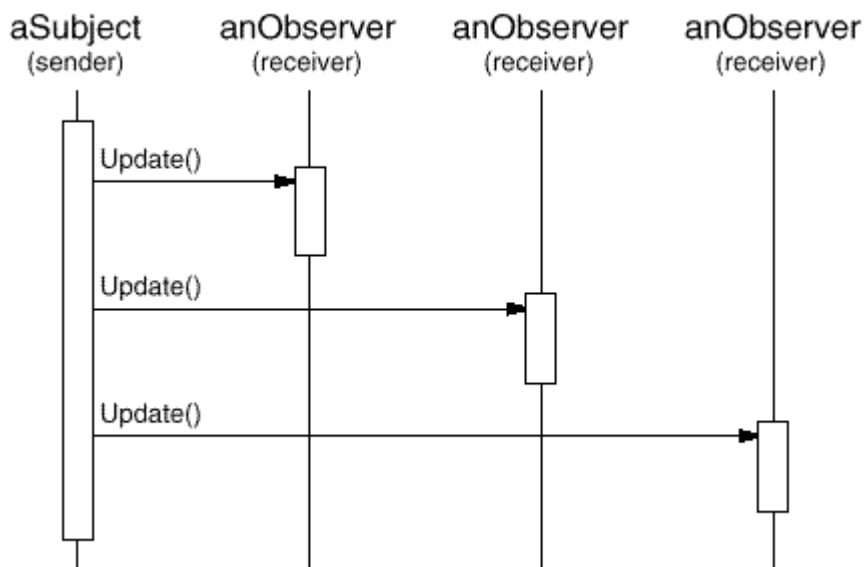 aSubject
(sender)
anObserver
(receiver)
anObserver
(receiver)
anObserver
(receiver)
Update()
Update()
Update()